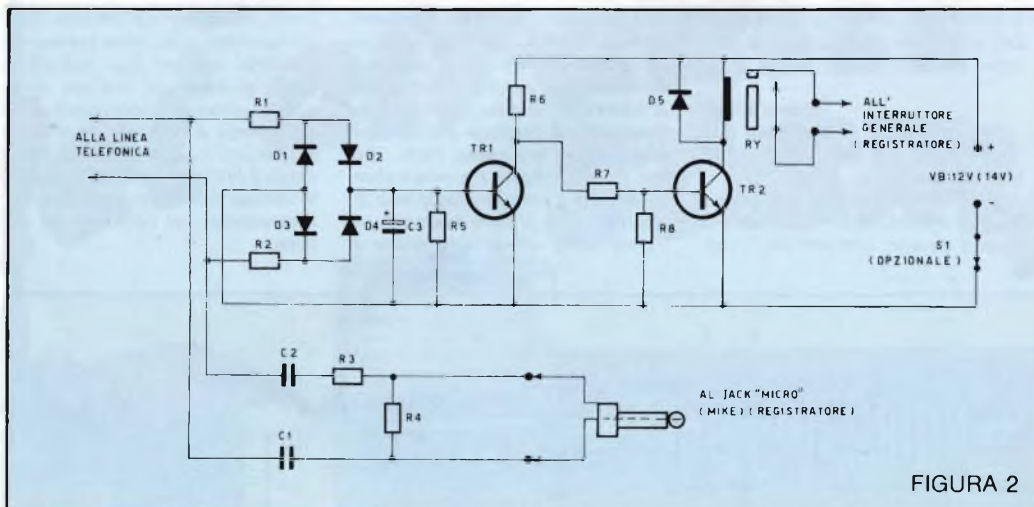 ALLA LINEA
TELEFONICA
R1
R2
D1
D2
D3
D4
C3
R5
TR1
R6
R7
R8
TR2
D5
RY
ALL'
INTERRUTTORE
GENERALE
(REGISTRATORE)
+
VB:12V(14V)
-
S1
(OPZIONALE)
C2
R3
R4
C1
AL JACK "MICRO"
(MIKE) (REGISTRATORE)
FIGURA 2